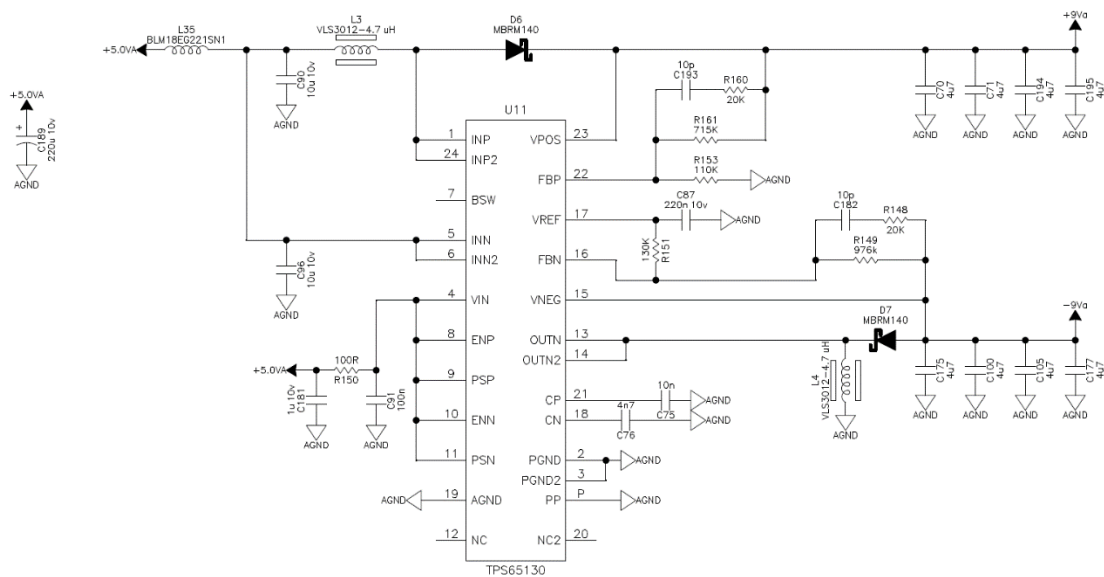 L35
BLM18EG221SN1
+5.0VA
L3
VLS3012-4.7 uH
D6
MBRM140
+9Va
C90
10u 10v
AGND
+5.0VA
+
C189
220u 10v
AGND
10p
C193
R160
20K
R161
715K
R153
110K
AGND
C70
4u7
AGND
C71
4u7
AGND
C194
4u7
AGND
C195
4u7
AGND
U11
1 INP
24 INP2
7 BSW
5 INN
6 INN2
4 VIN
8 ENP
9 PSP
10 ENN
11 PSN
19 AGND
12 NC
VPOS 23
FBP 22
VREF 17
FBN 16
VNEG 15
OUTN 13
OUTN2 14
CP 21
CN 18
PGND 2
PGND2 3
PP P
NC2 20
TPS65130
C96
10u 10v
AGND
+5.0VA
100R
R150
C181
1u 10v
AGND
C91
100n
AGND
AGND
C87
220n 10v
AGND
130K
R151
10p
C182
R148
20K
R149
976k
D7
MBRM140
-9Va
L4
VLS3012-4.7 uH
AGND
C175
4u7
AGND
C100
4u7
AGND
C105
4u7
AGND
C177
4u7
AGND
10n
C75
AGND
4n7
C76
AGND
AGND
AGND